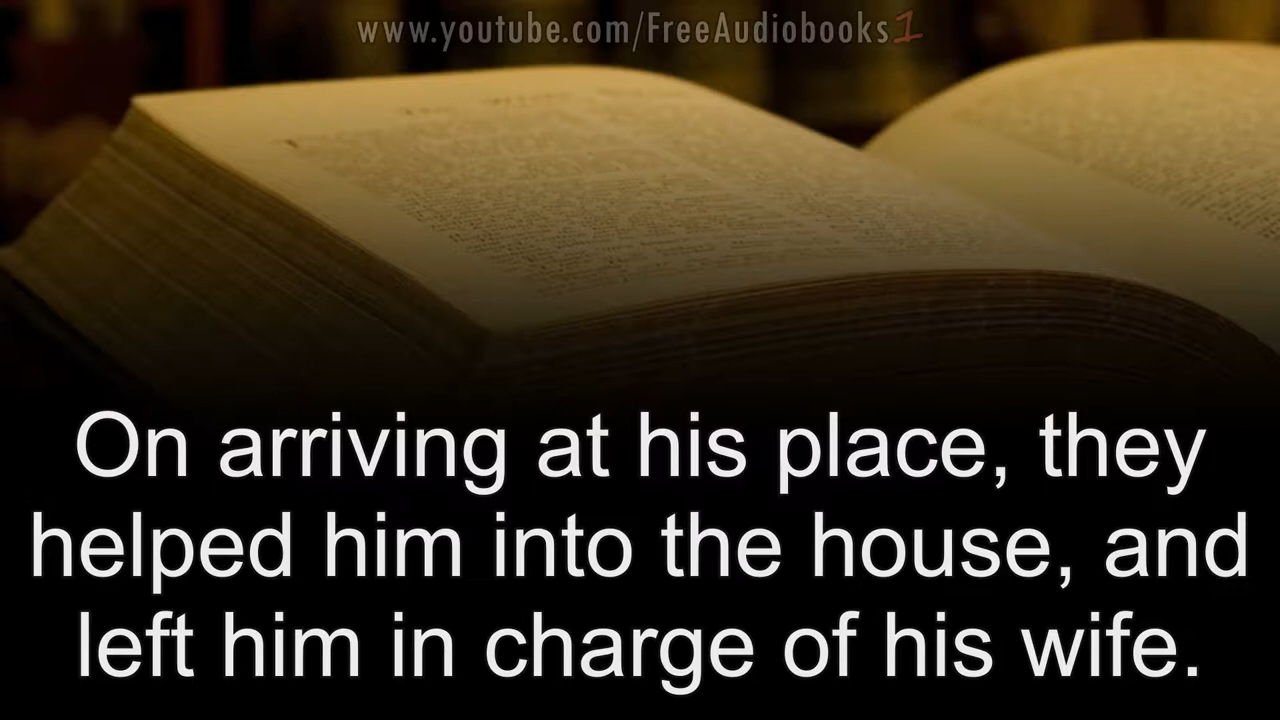 www.youtube.com/FreeAudiobooks1
On arriving at his place, they
helped him into the house, and
left him in charge of his wife.